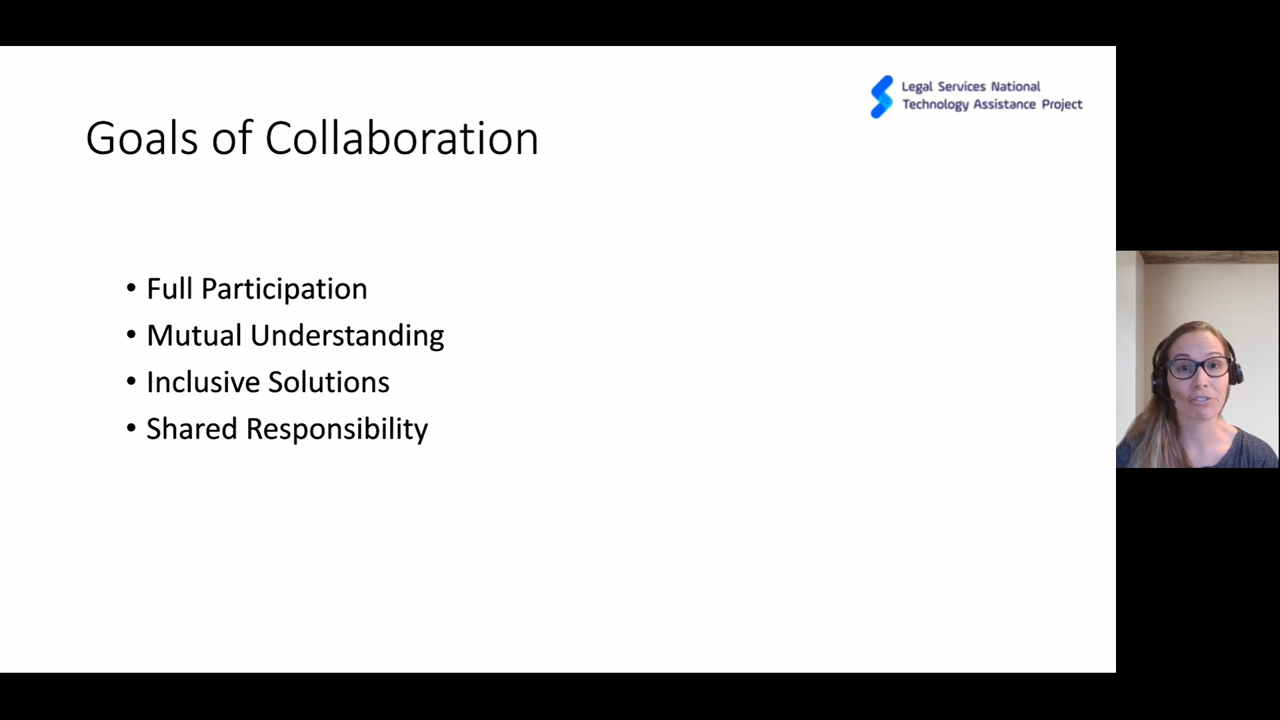 Legal Services National
Technology Assistance Project
Goals of Collaboration
• Full Participation
• Mutual Understanding
• Inclusive Solutions
• Shared Responsibility